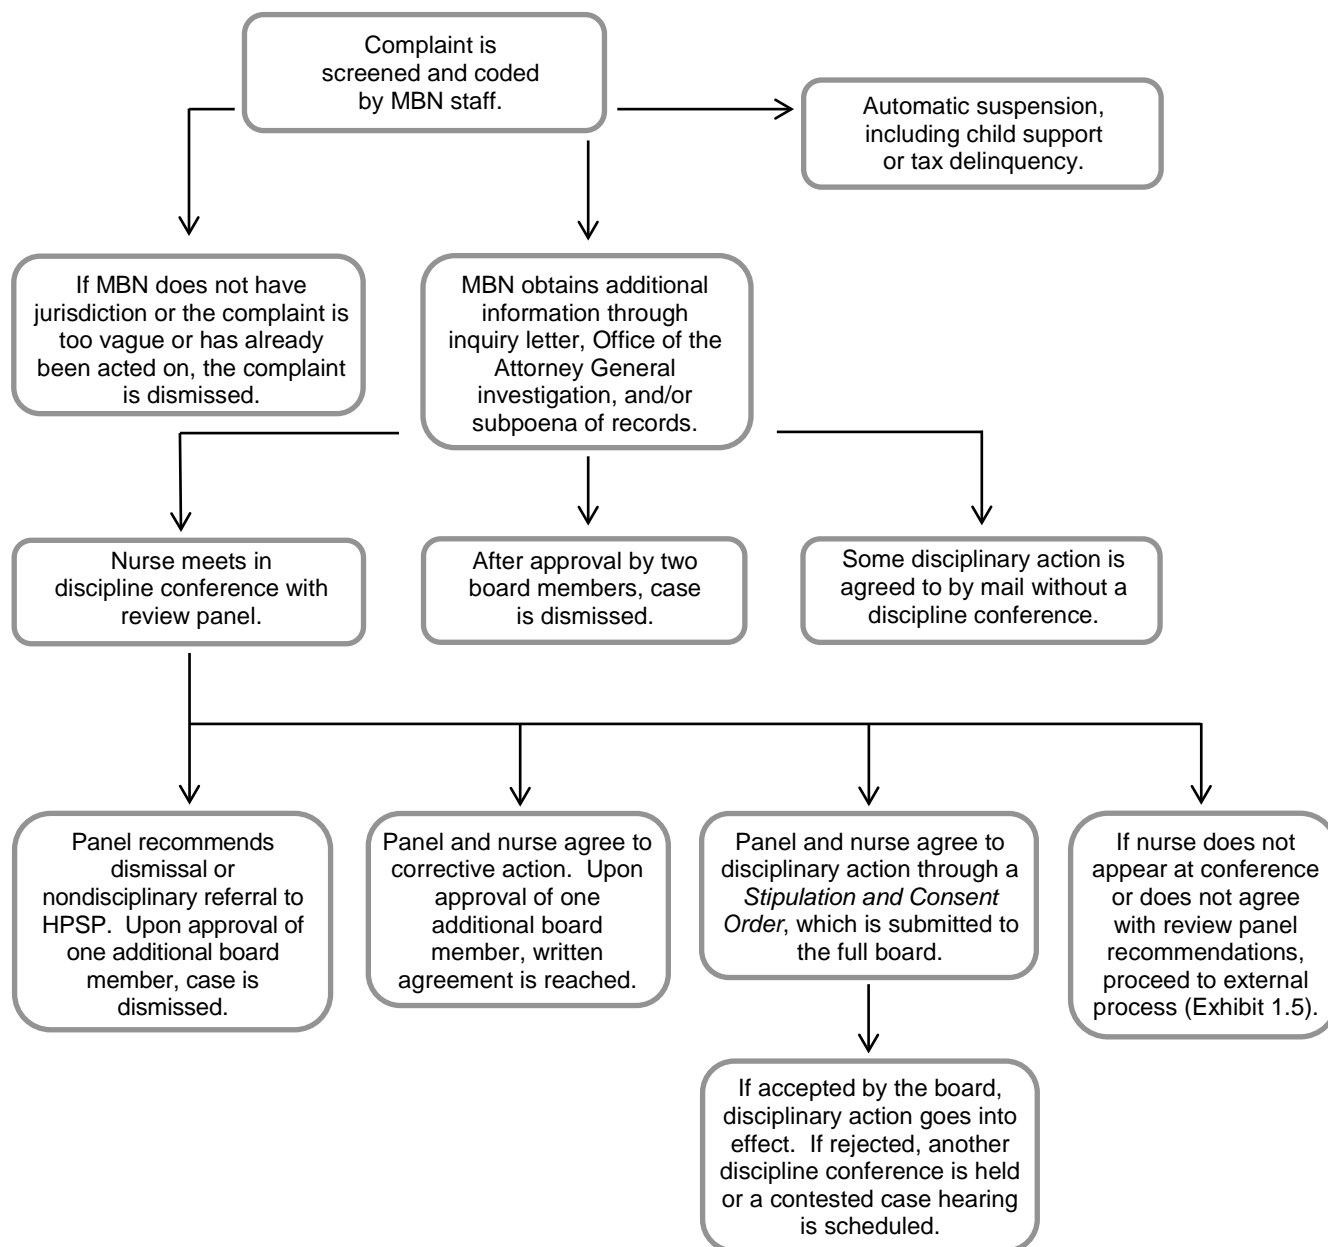 Complaint is
screened and coded
by MBN staff.
Automatic suspension,
including child support
or tax delinquency.
If MBN does not have
jurisdiction or the complaint is
too vague or has already
been acted on, the complaint
is dismissed.
MBN obtains additional
information through
inquiry letter, Office of the
Attorney General
investigation, and/or
subpoena of records.
Nurse meets in
discipline conference with
review panel.
After approval by two
board members, case
is dismissed.
Some disciplinary action is
agreed to by mail without a
discipline conference.
Panel recommends
dismissal or
nondisciplinary referral to
HPSP.  Upon approval of
one additional board
member, case is
dismissed.
Panel and nurse agree to
corrective action.  Upon
approval of one
additional board
member, written
agreement is reached.
Panel and nurse agree to
disciplinary action through a
Stipulation and Consent
Order, which is submitted to
the full board.
If nurse does not
appear at conference
or does not agree
with review panel
recommendations,
proceed to external
process (Exhibit 1.5).
If accepted by the board,
disciplinary action goes into
effect.  If rejected, another
discipline conference is held
or a contested case hearing
is scheduled.